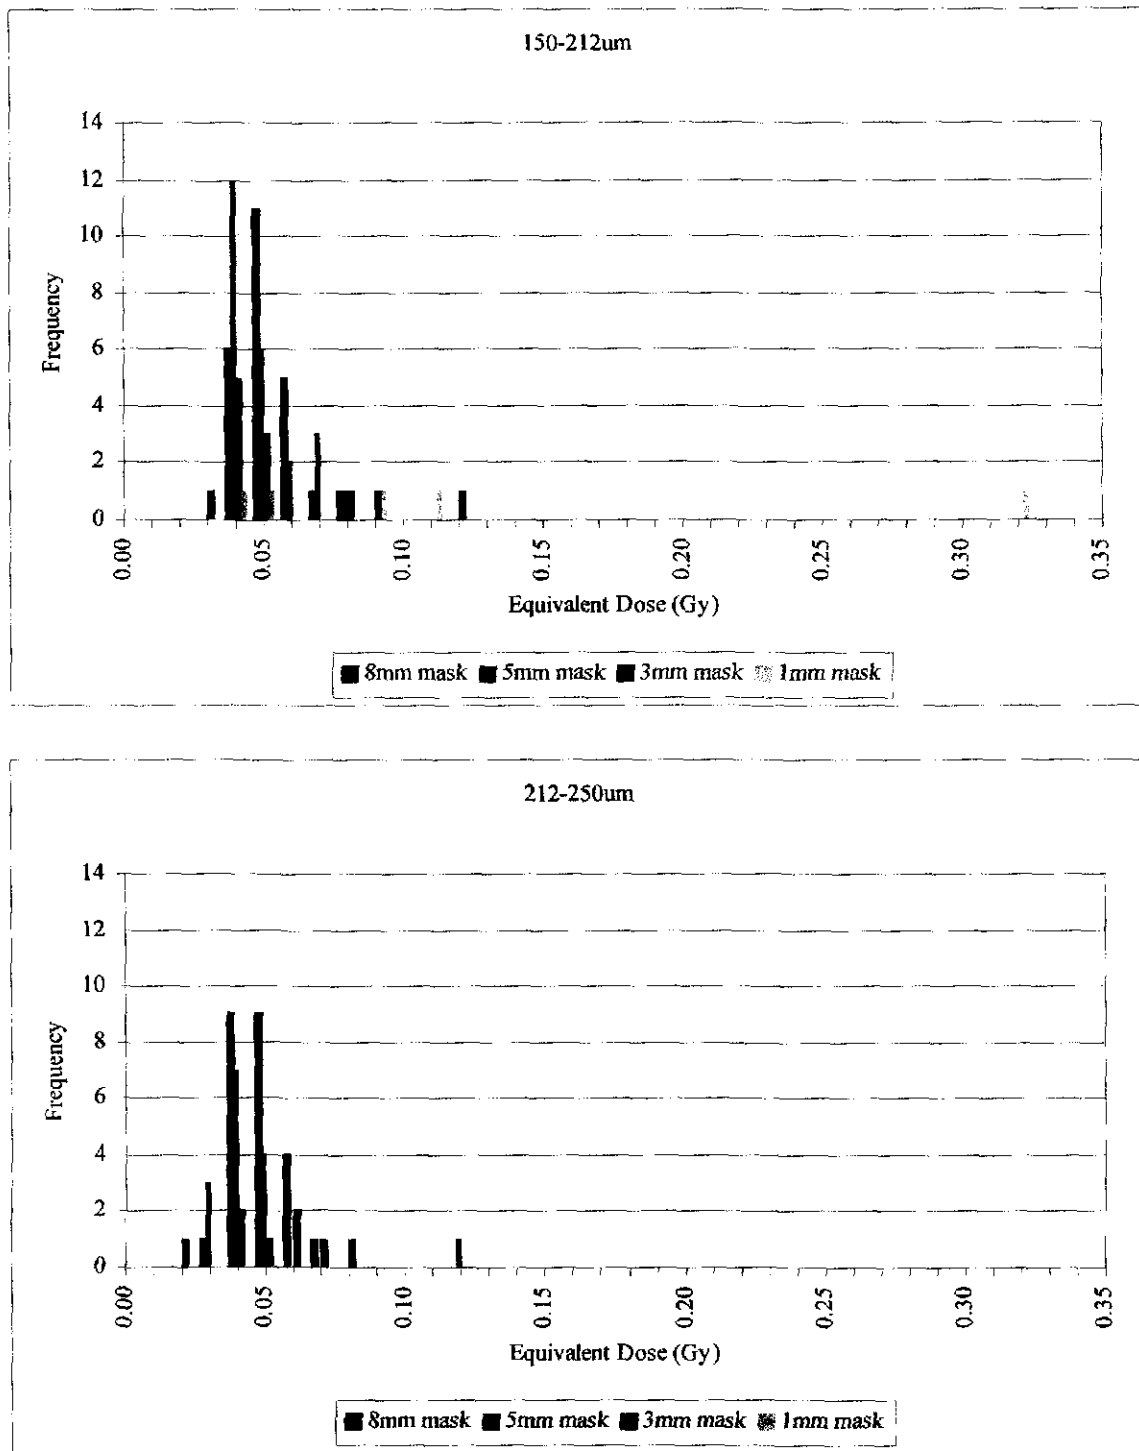 150-212um
14
12
10
8
6
4
2
0
Frequency
0.00 0.05 0.10 0.15 0.20 0.25 0.30 0.35
Equivalent Dose (Gy)
8mm mask 5mm mask 3mm mask 1mm mask
212-250um
14
12
10
8
6
4
2
0
Frequency
0.00 0.05 0.10 0.15 0.20 0.25 0.30 0.35
Equivalent Dose (Gy)
8mm mask 5mm mask 3mm mask 1mm mask